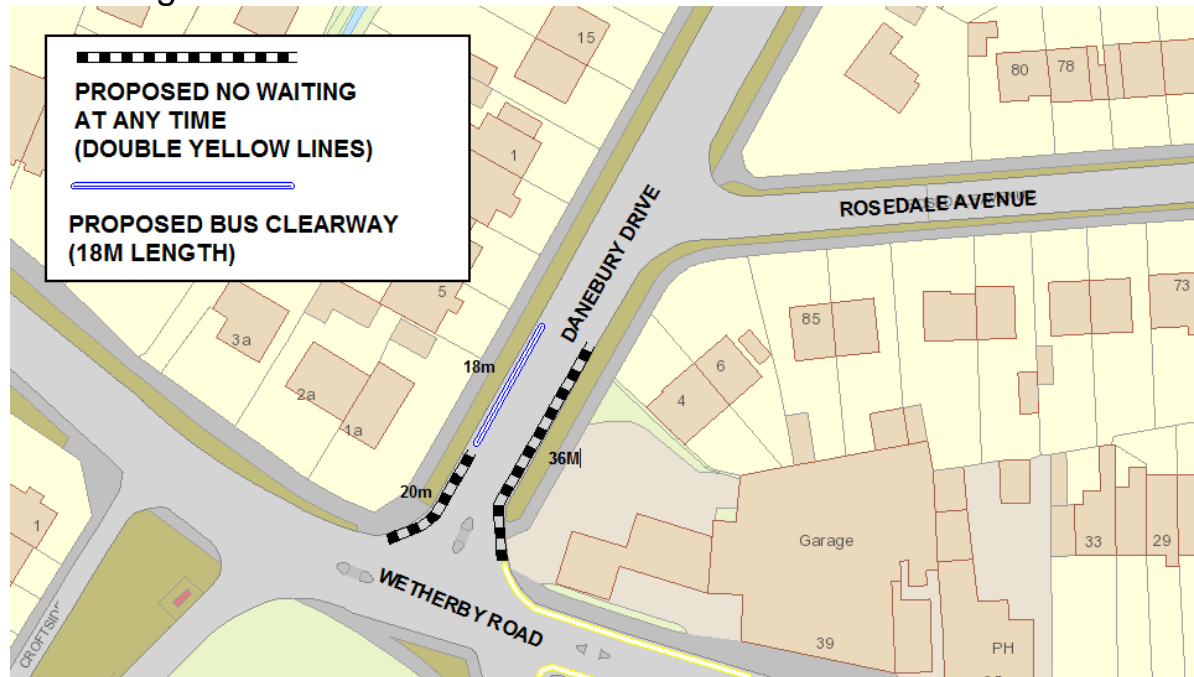 PROPOSED NO WAITING
AT ANY TIME
(DOUBLE YELLOW LINES)
PROPOSED BUS CLEARWAY
(18M LENGTH)
15
80
78
1
ROSEDALE AVENUE
DANEBURY DRIVE
5
3a
85
73
18m
6
2a
4
1a
36M
20m
1
Garage
33
29
WETHERBY ROAD
CROFTSIDE
39
PH